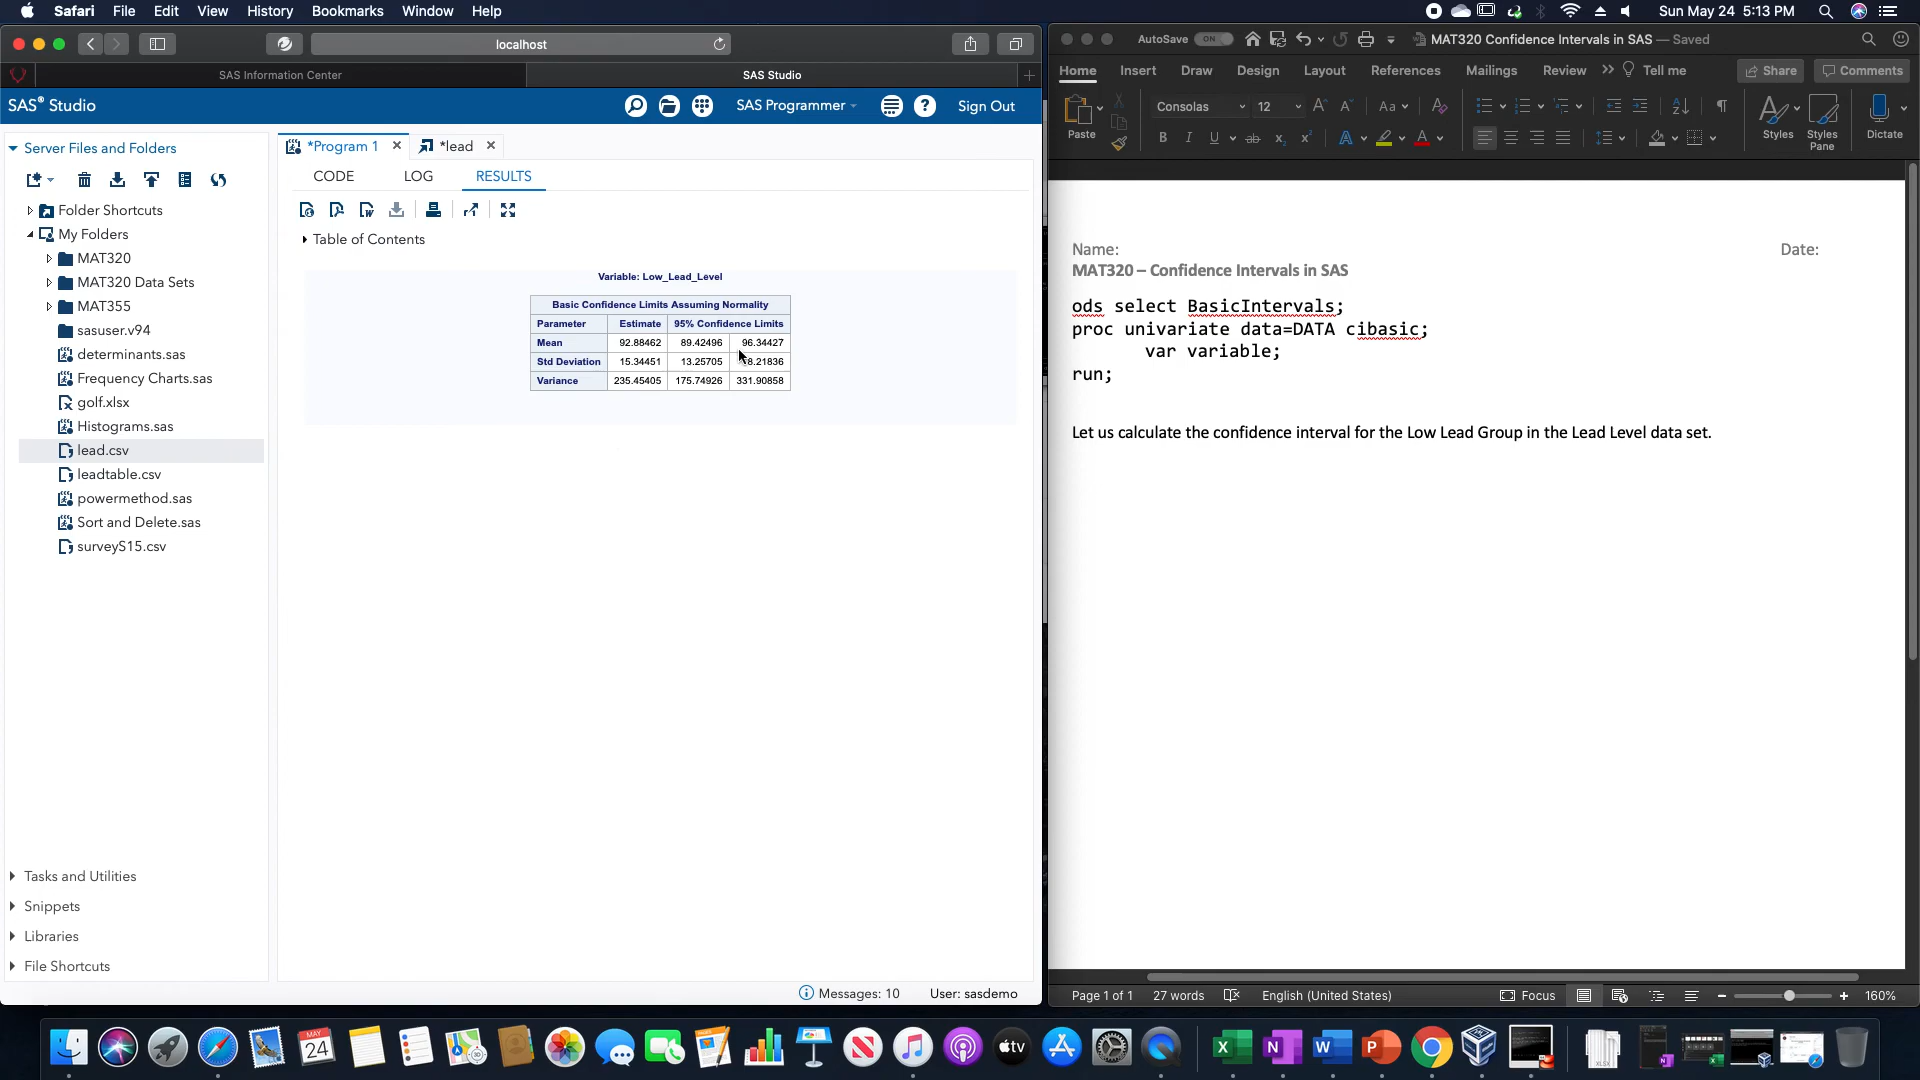 Safari File Edit View History Bookmarks Window Help
Sun May 24 5:13 PM
localhost
SAS Information Center
SAS Studio
SAS® Studio
SAS Programmer
Sign Out
Server Files and Folders
Folder Shortcuts
My Folders
MAT320
MAT320 Data Sets
MAT355
sasuser.v94
determinants.sas
Frequency Charts.sas
golf.xlsx
Histograms.sas
lead.csv
leadtable.csv
powermethod.sas
Sort and Delete.sas
surveyS15.csv
Tasks and Utilities
Snippets
Libraries
File Shortcuts
*Program 1
*lead
CODE LOG RESULTS
Table of Contents
Variable: Low_Lead_Level
Basic Confidence Limits Assuming Normality
Parameter Estimate 95% Confidence Limits
Mean 92.88462 89.42496 96.34427
Std Deviation 15.34451 13.25705 8.21836
Variance 235.45405 175.74926 331.90858
Messages: 10 User: sasdemo
AutoSave ON MAT320 Confidence Intervals in SAS — Saved
Home Insert Draw Design Layout References Mailings Review Tell me Share Comments
Paste
Consolas 12
Styles
Styles Pane
Dictate
Name: Date:
MAT320 – Confidence Intervals in SAS
ods select BasicIntervals;
proc univariate data=DATA cibasic;
var variable;
run;
Let us calculate the confidence interval for the Low Lead Group in the Lead Level data set.
Page 1 of 1 27 words English (United States) Focus 160%
MAY
24
tv